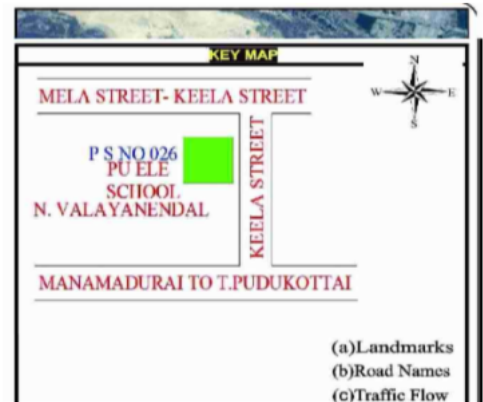 KEY MAP
N
W E
S
MELA STREET- KEELA STREET
P S NO 026
PU ELE
SCHOOL
N. VALAYANENDAL
KEELA STREET
MANAMADURAI TO T.PUDUKOTTAI
(a)Landmarks
(b)Road Names
(c)Traffic Flow